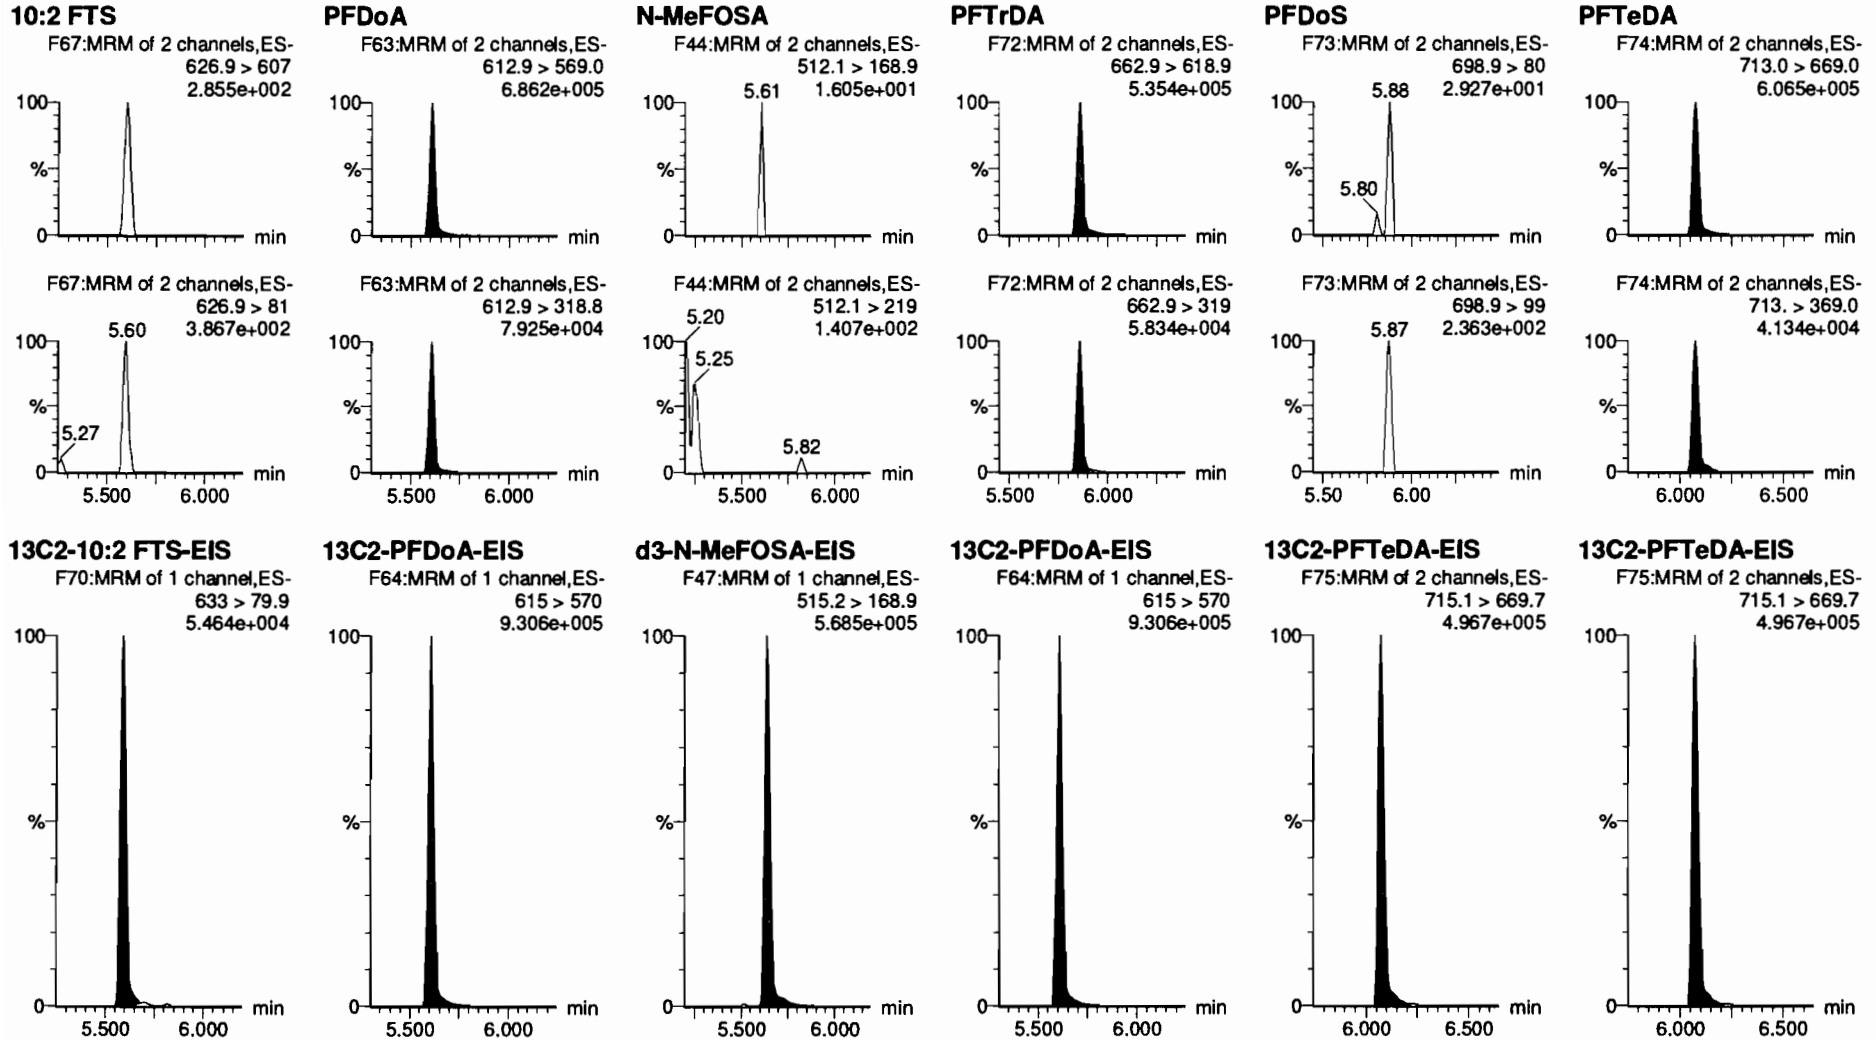 10:2 FTS
F67:MRM of 2 channels,ES-
626.9 > 607
2.855e+002
100
%
0
min
F67:MRM of 2 channels,ES-
626.9 > 81
3.867e+002
5.60
100
%
5.27
0
min
5.500 6.000
PFDoA
F63:MRM of 2 channels,ES-
612.9 > 569.0
6.862e+005
100
%
0
min
F63:MRM of 2 channels,ES-
612.9 > 318.8
7.925e+004
100
%
0
min
5.500 6.000
N-MeFOSA
F44:MRM of 2 channels,ES-
512.1 > 168.9
5.61 1.605e+001
100
%
0
min
F44:MRM of 2 channels,ES-
512.1 > 219
5.20 1.407e+002
100
5.25
%
5.82
0
min
5.500 6.000
PFTrDA
F72:MRM of 2 channels,ES-
662.9 > 618.9
5.354e+005
100
%
0
min
F72:MRM of 2 channels,ES-
662.9 > 319
5.834e+004
100
%
0
min
5.500 6.000
PFDoS
F73:MRM of 2 channels,ES-
698.9 > 80
5.88 2.927e+001
100
%
5.80
0
min
F73:MRM of 2 channels,ES-
698.9 > 99
5.87 2.363e+002
100
%
0
min
5.50 6.00
PFTeDA
F74:MRM of 2 channels,ES-
713.0 > 669.0
6.065e+005
100
%
0
min
F74:MRM of 2 channels,ES-
713. > 369.0
4.134e+004
100
%
0
min
6.000 6.500
13C2-10:2 FTS-EIS
F70:MRM of 1 channel,ES-
633 > 79.9
5.464e+004
100
%
0
min
5.500 6.000
13C2-PFDoA-EIS
F64:MRM of 1 channel,ES-
615 > 570
9.306e+005
100
%
0
min
5.500 6.000
d3-N-MeFOSA-EIS
F47:MRM of 1 channel,ES-
515.2 > 168.9
5.685e+005
100
%
0
min
5.500 6.000
13C2-PFDoA-EIS
F64:MRM of 1 channel,ES-
615 > 570
9.306e+005
100
%
0
min
5.500 6.000
13C2-PFTeDA-EIS
F75:MRM of 2 channels,ES-
715.1 > 669.7
4.967e+005
100
%
0
min
6.000 6.500
13C2-PFTeDA-EIS
F75:MRM of 2 channels,ES-
715.1 > 669.7
4.967e+005
100
%
0
min
6.000 6.500